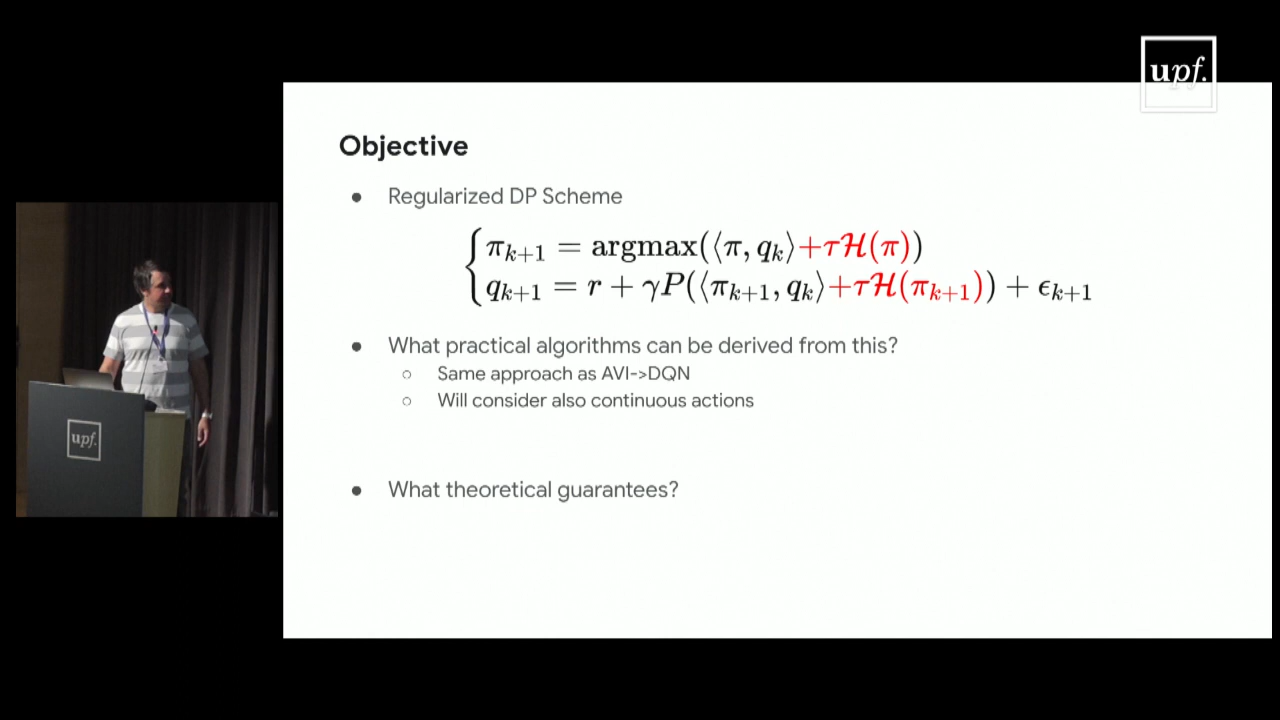 upf.
Objective
● Regularized DP Scheme
π_{k+1} = argmax(⟨π, q_k⟩+τℋ(π))
q_{k+1} = r + γP(⟨π_{k+1}, q_k⟩+τℋ(π_{k+1})) + ϵ_{k+1}
● What practical algorithms can be derived from this?
○ Same approach as AVI->DQN
○ Will consider also continuous actions
● What theoretical guarantees?
upf.